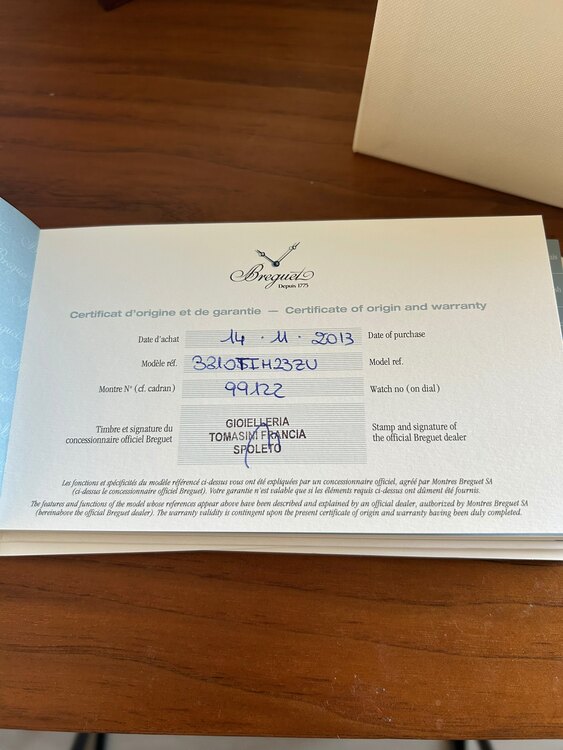 Breguet
Depuis 1775
Certificat d'origine et de garantie — Certificate of origin and warranty
Date d'achat 14 · 11 · 2013 Date of purchase
Modèle réf. Model ref.
Montre N° (cf. cadran) 99122 Watch no (on dial)
Timbre et signature du
concessionnaire officiel Breguet
GIOIELLERIA
TOMASINI FRANCIA
SPOLETO
Stamp and signature of
the official Breguet dealer
Les fonctions et spécificités du modèle référencé ci-dessus vous ont été expliquées par un concessionnaire officiel, agréé par Montres Breguet SA
(ci-dessus le concessionnaire officiel Breguet). Votre garantie n'est valable que si les éléments requis ci-dessus ont dûment été fournis.
The features and functions of the model whose references appear above have been described and explained by an official dealer, authorized by Montres Breguet SA
(hereinabove the official Breguet dealer). The warranty validity is contingent upon the present certificate of origin and warranty having been duly completed.